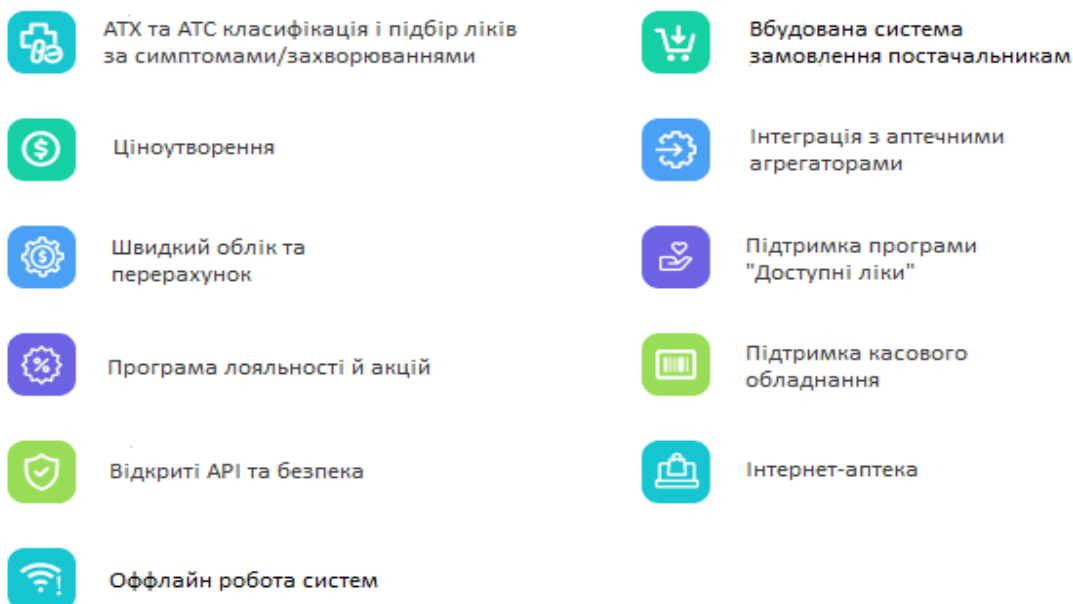 АТХ та АТС класифікація і підбір ліків
за симптомами/захворюваннями
Ціноутворення
Швидкий облік та
перерахунок
Програма лояльності й акцій
Відкриті API та безпека
Оффлайн робота систем
Вбудована система
замовлення постачальникам
Інтеграція з аптечними
агрегаторами
Підтримка програми
"Доступні ліки"
Підтримка касового
обладнання
Інтернет-аптека